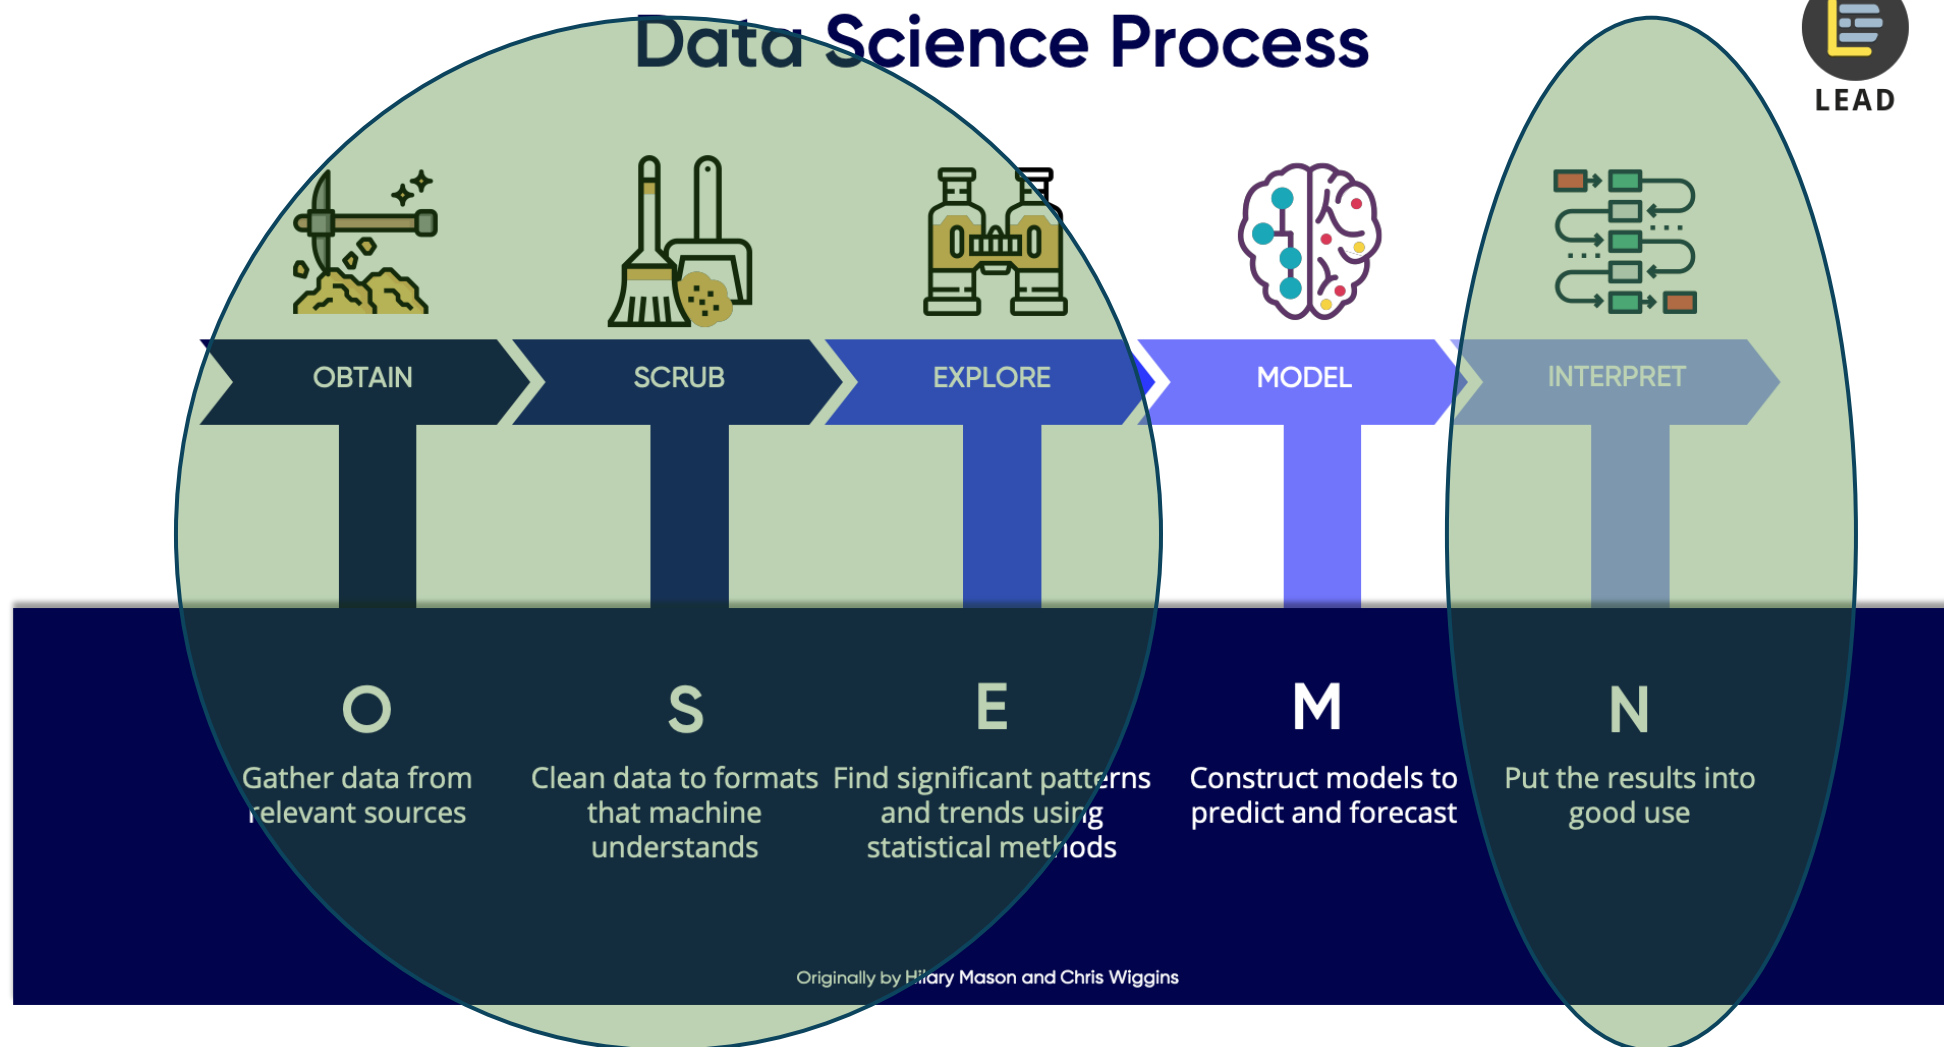 Data Science Process
LEAD
OBTAIN
SCRUB
EXPLORE
MODEL
INTERPRET
O
Gather data from
relevant sources
S
Clean data to formats
that machine
understands
E
Find significant patterns
and trends using
statistical methods
M
Construct models to
predict and forecast
N
Put the results into
good use
Originally by Hilary Mason and Chris Wiggins